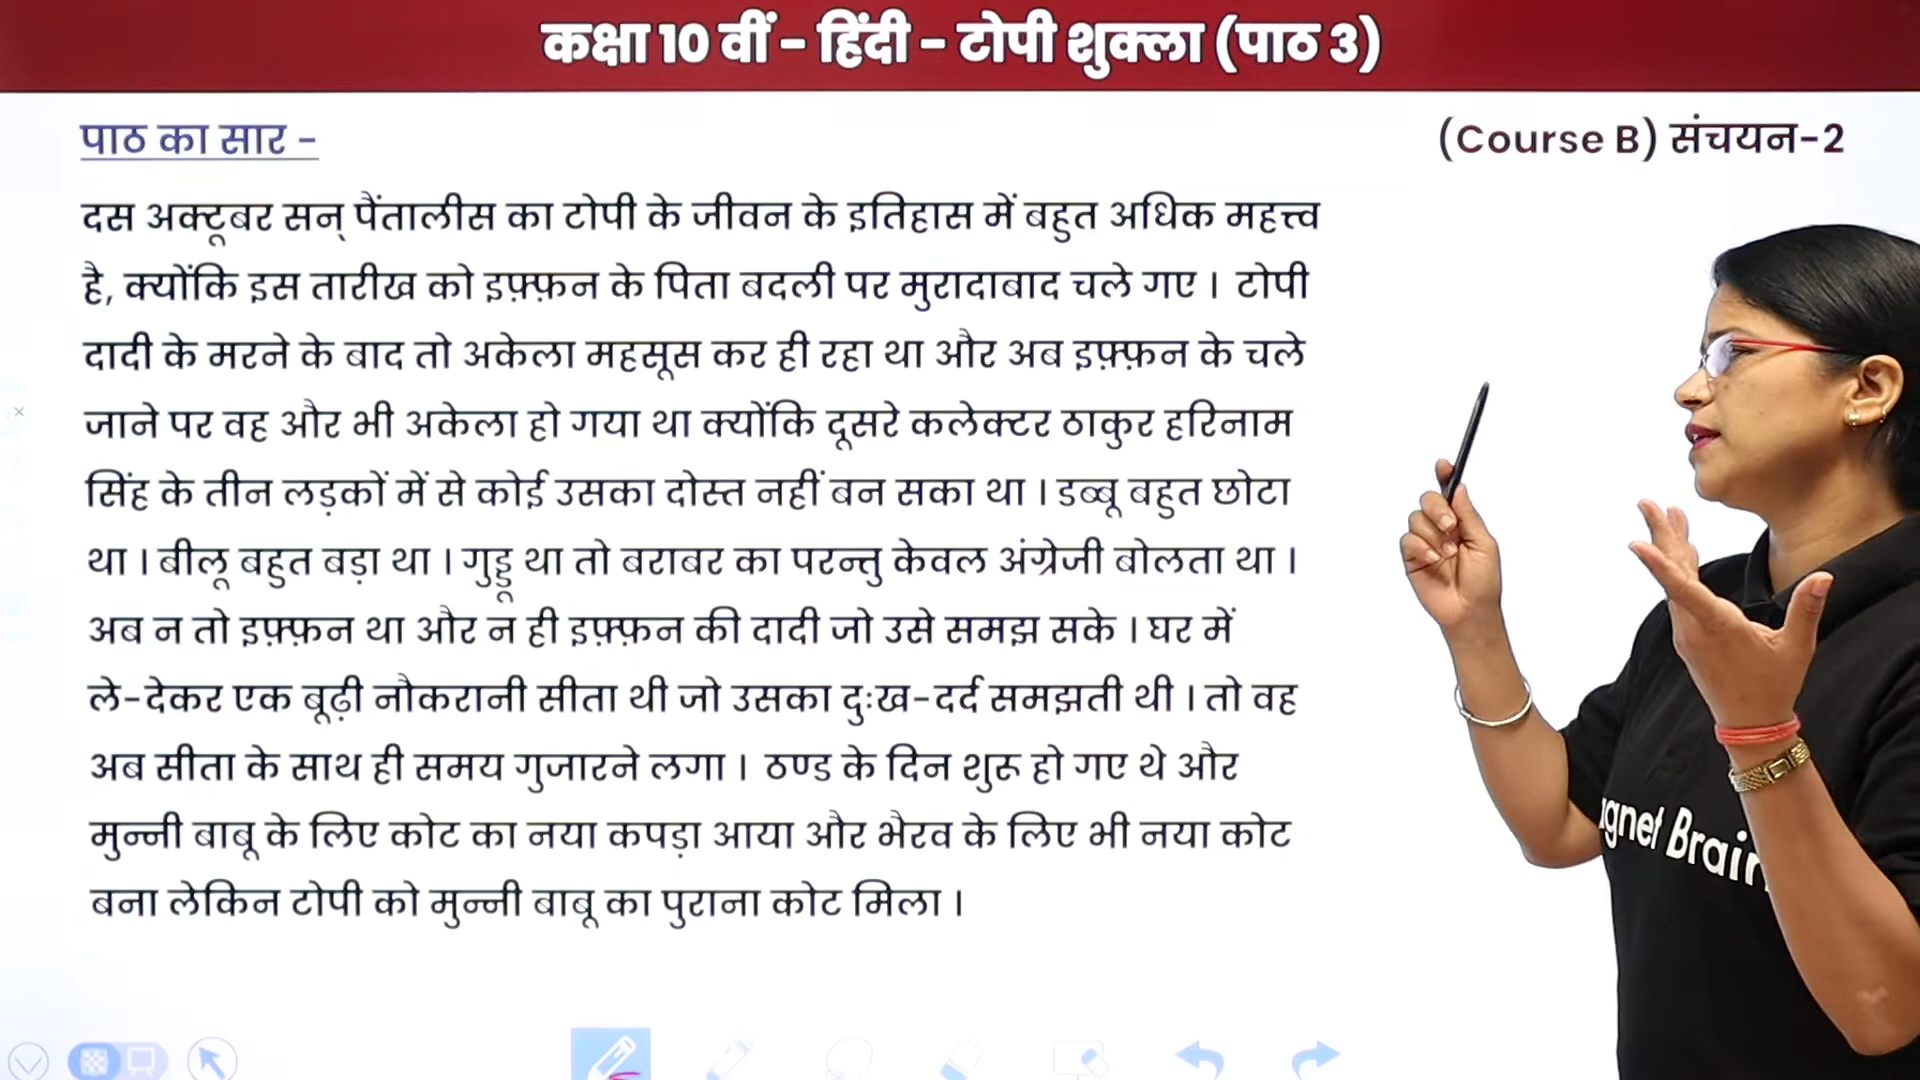 कक्षा 10 वीं - हिंदी - टोपी शुक्ला (पाठ 3)
पाठ का सार -
(Course B) संचयन-2
दस अक्टूबर सन् पैंतालीस का टोपी के जीवन के इतिहास में बहुत अधिक महत्त्व
है, क्योंकि इस तारीख को इफ़्फ़न के पिता बदली पर मुरादाबाद चले गए । टोपी
दादी के मरने के बाद तो अकेला महसूस कर ही रहा था और अब इफ़्फ़न के चले
जाने पर वह और भी अकेला हो गया था क्योंकि दूसरे कलेक्टर ठाकुर हरिनाम
सिंह के तीन लड़कों में से कोई उसका दोस्त नहीं बन सका था । डब्बू बहुत छोटा
था । बीलू बहुत बड़ा था । गुड्डू था तो बराबर का परन्तु केवल अंग्रेजी बोलता था ।
अब न तो इफ़्फ़न था और न ही इफ़्फ़न की दादी जो उसे समझ सके । घर में
ले-देकर एक बूढ़ी नौकरानी सीता थी जो उसका दुःख-दर्द समझती थी । तो वह
अब सीता के साथ ही समय गुजारने लगा । ठण्ड के दिन शुरू हो गए थे और
मुन्नी बाबू के लिए कोट का नया कपड़ा आया और भैरव के लिए भी नया कोट
बना लेकिन टोपी को मुन्नी बाबू का पुराना कोट मिला ।
agnet Brain